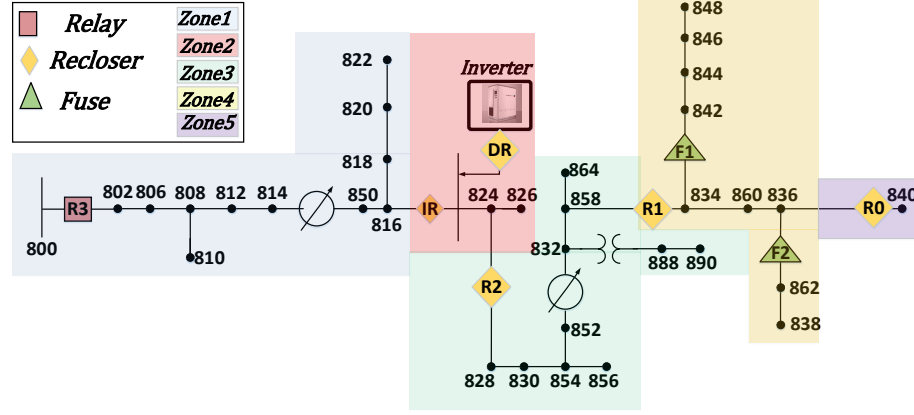 Relay
Recloser
Fuse
Zone1
Zone2
Zone3
Zone4
Zone5
848
846
844
842
822
820
818
Inverter
DR
F1
864
858
R3
802 806 808 812 814
850
816
IR
824 826
R1
834 860 836
R0
840
800
810
832
888 890
F2
R2
862
838
852
828 830 854 856